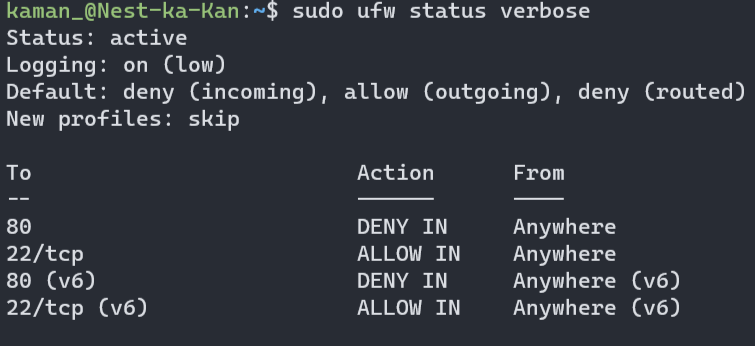 kaman_@Nest-ka-Kan:~$ sudo ufw status verbose
Status: active
Logging: on (low)
Default: deny (incoming), allow (outgoing), deny (routed)
New profiles: skip

To                         Action      From
--                         ------      ----
80                         DENY IN     Anywhere
22/tcp                     ALLOW IN    Anywhere
80 (v6)                    DENY IN     Anywhere (v6)
22/tcp (v6)                ALLOW IN    Anywhere (v6)